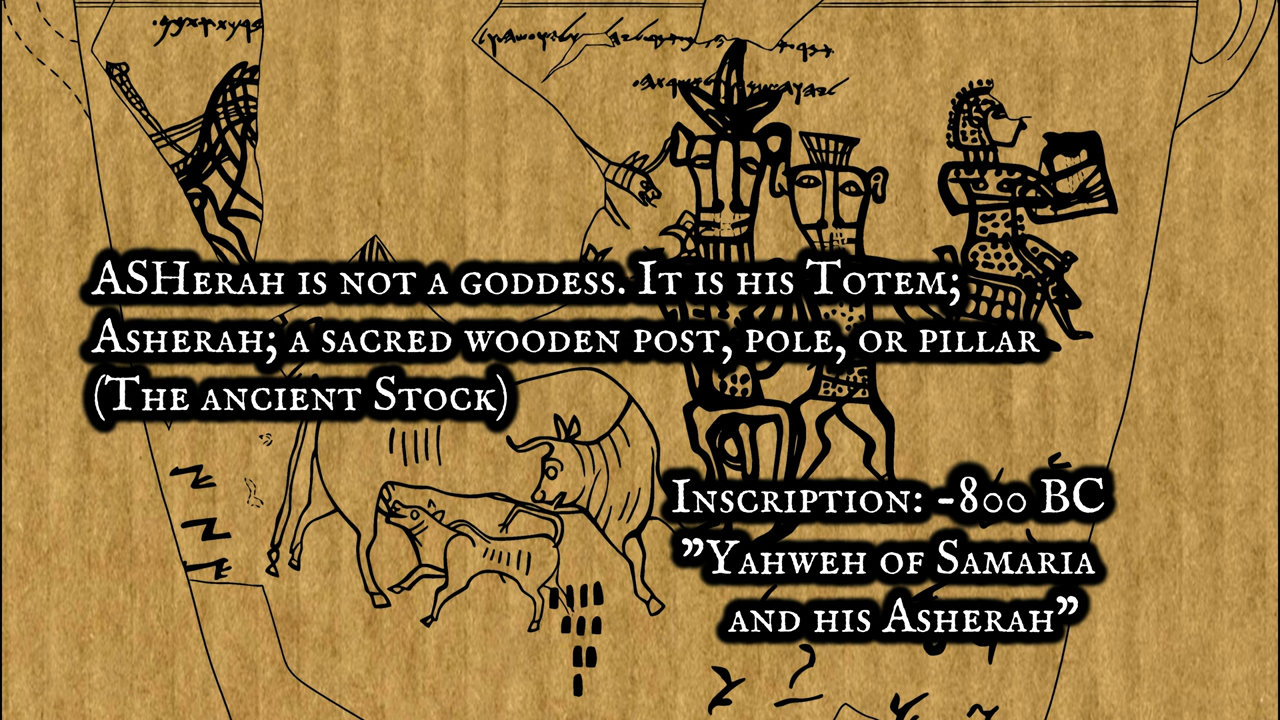 ASHerah is not a goddess. It is his Totem;
Asherah; a sacred wooden post, pole, or pillar
(The ancient Stock)
Inscription: -800 BC
"Yahweh of Samaria
and his Asherah"